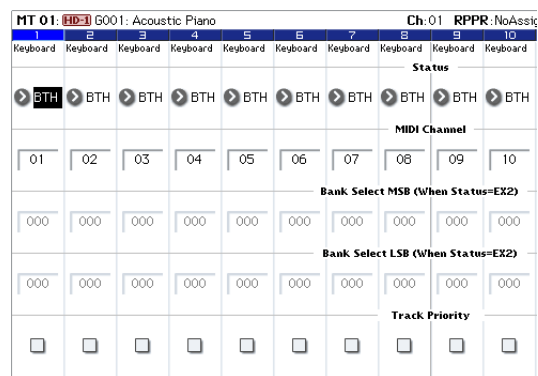 MT 01: HD-1 G001: Acoustic Piano Ch:01 RPPR:NoAssig
1 2 3 4 5 6 7 8 9 10
Keyboard Keyboard Keyboard Keyboard Keyboard Keyboard Keyboard Keyboard Keyboard Keyboard
Status
BTH BTH BTH BTH BTH BTH BTH BTH BTH BTH
MIDI Channel
01 02 03 04 05 06 07 08 09 10
Bank Select MSB (When Status=EX2)
000 000 000 000 000 000 000 000 000 000
Bank Select LSB (When Status=EX2)
000 000 000 000 000 000 000 000 000 000
Track Priority